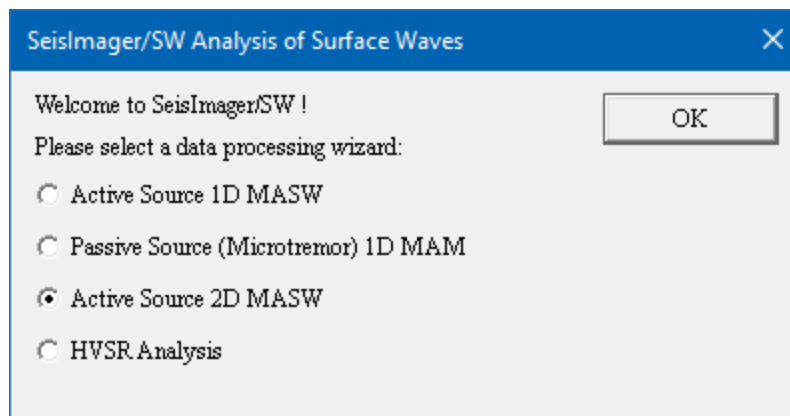 SeisImager/SW Analysis of Surface Waves
Welcome to SeisImager/SW !
OK
Please select a data processing wizard:
Active Source 1D MASW
Passive Source (Microtremor) 1D MAM
Active Source 2D MASW
HVSR Analysis